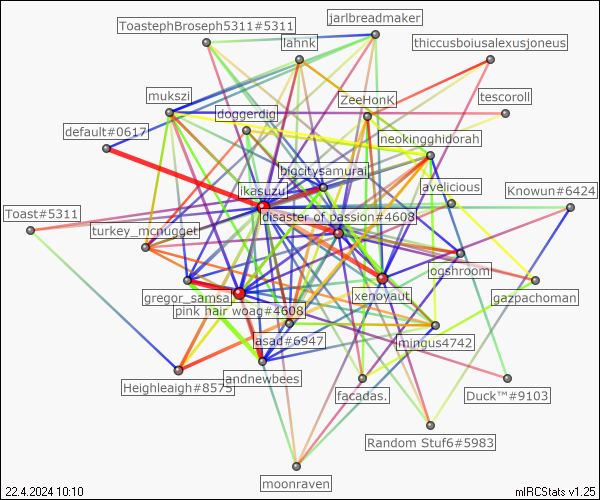 ToastephBroseph5311#5311
jarlbreadmaker
lahnk
thiccusboiusalexusjoneus
mukszi
ZeeHonK
tescoroll
doggerdig
default#0617
neokingghidorah
bigcitysamurai
ikasuzu
avelicious
Knowun#6424
Toast#5311
disaster of passion#4608
turkey_mcnugget
ogshroom
gregor_samsa
xenovaut
gazpachoman
pink hair woag#4608
asad#6947
mingus4742
Heighleaigh#8575
andnewbees
facadas.
Duck™#9103
Random Stuf6#5983
moonraven
22.4.2024 10:10
mIRCStats v1.25